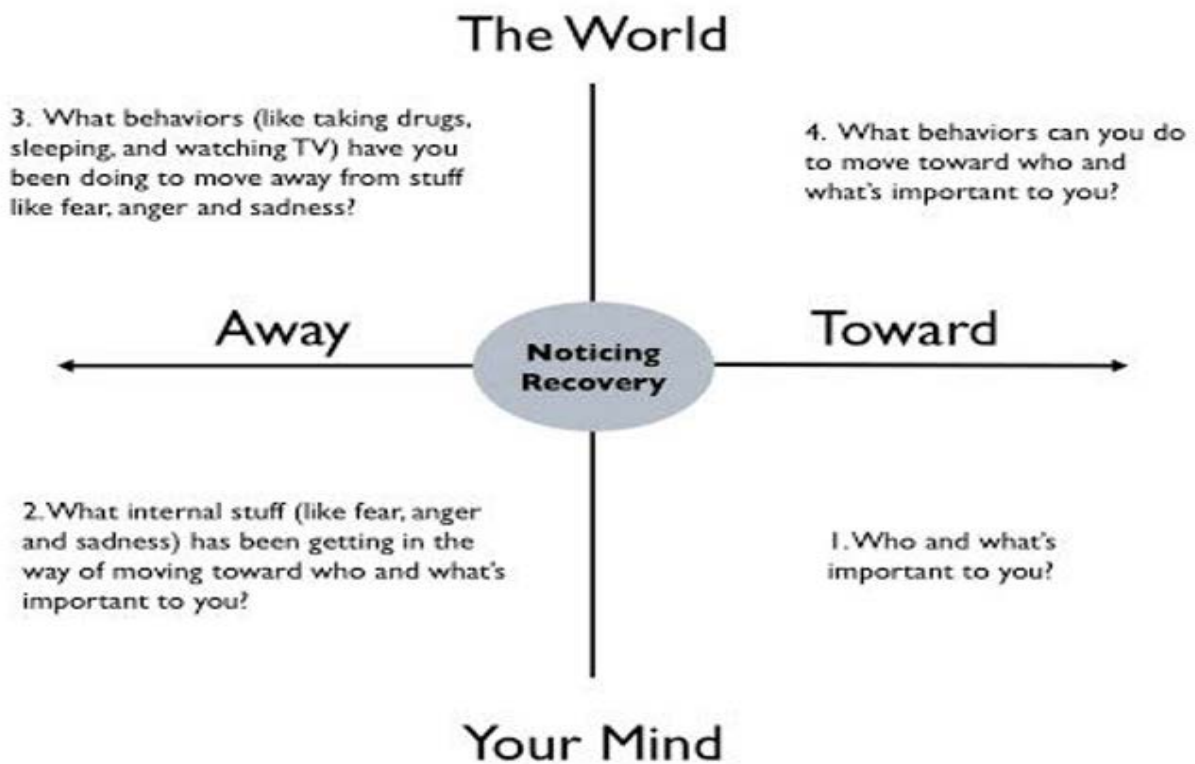 The World
3. What behaviors (like taking drugs,
sleeping, and watching TV) have you
been doing to move away from stuff
like fear, anger and sadness?
4. What behaviors can you do
to move toward who and
what's important to you?
Away
Toward
Noticing
Recovery
2. What internal stuff (like fear, anger
and sadness) has been getting in the
way of moving toward who and what's
important to you?
1. Who and what's
important to you?
Your Mind